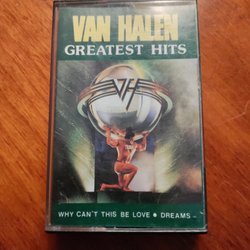 VAN HALEN
GREATEST HITS
VH
WHY CAN'T THIS BE LOVE • DREAMS